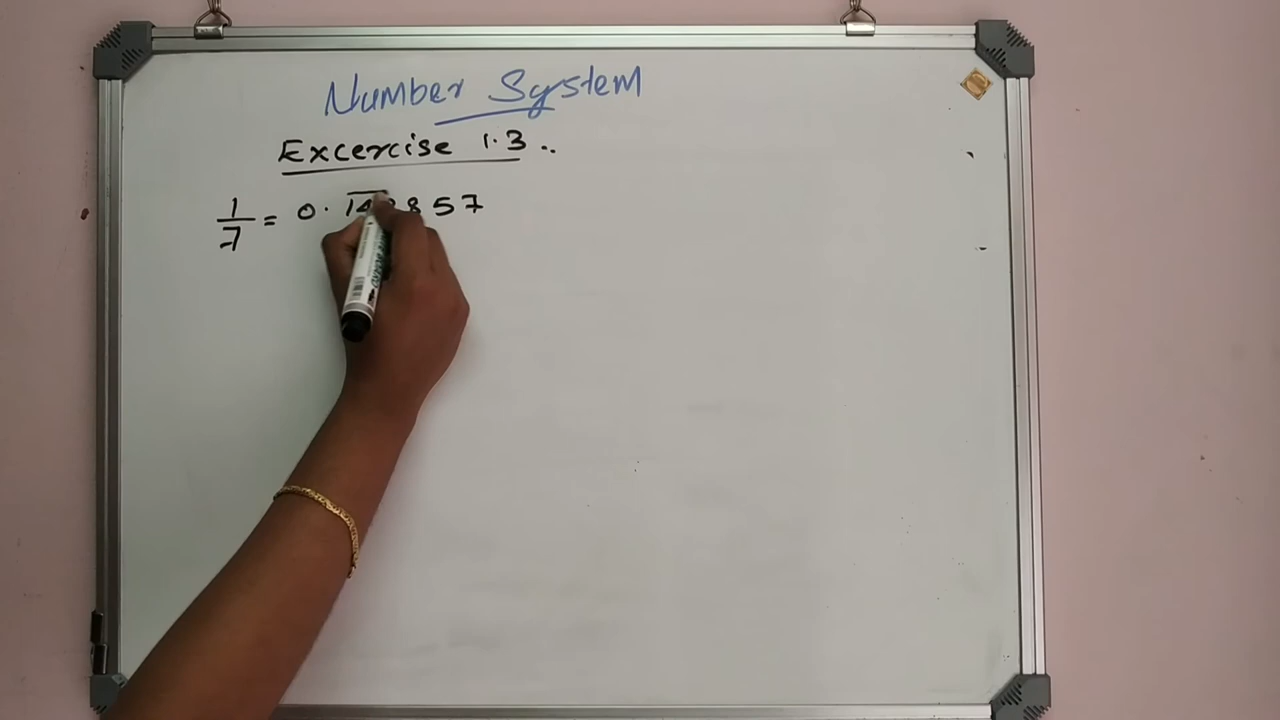 Number System
Excercise 1.3..
1/7 = 0.142857